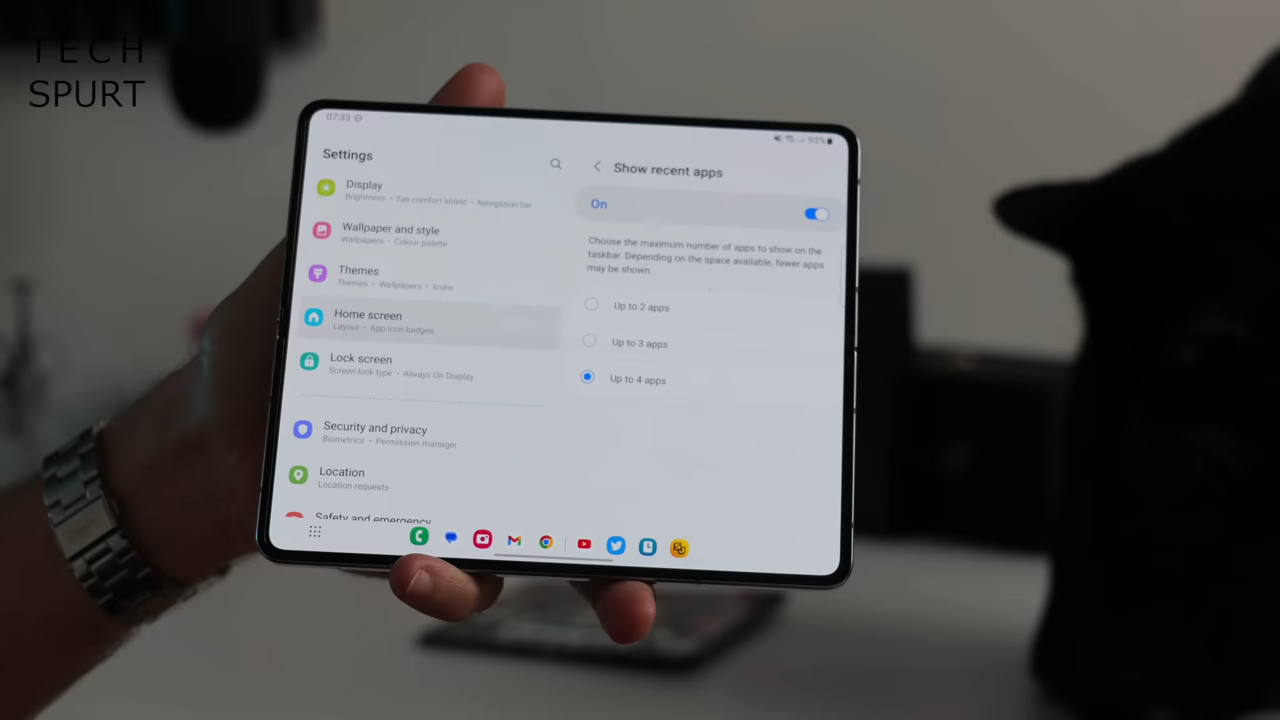 TECH
SPURT
07:33
93%
Settings
Display
Brightness • Eye comfort shield • Navigation bar
Wallpaper and style
Wallpapers • Colour palette
Themes
Themes • Wallpapers • Icons
Home screen
Layout • App icon badges
Lock screen
Screen lock type • Always On Display
Security and privacy
Biometrics • Permission manager
Location
Location requests
Safety and emergency
Show recent apps
On
Choose the maximum number of apps to show on the
taskbar. Depending on the space available, fewer apps
may be shown.
Up to 2 apps
Up to 3 apps
Up to 4 apps